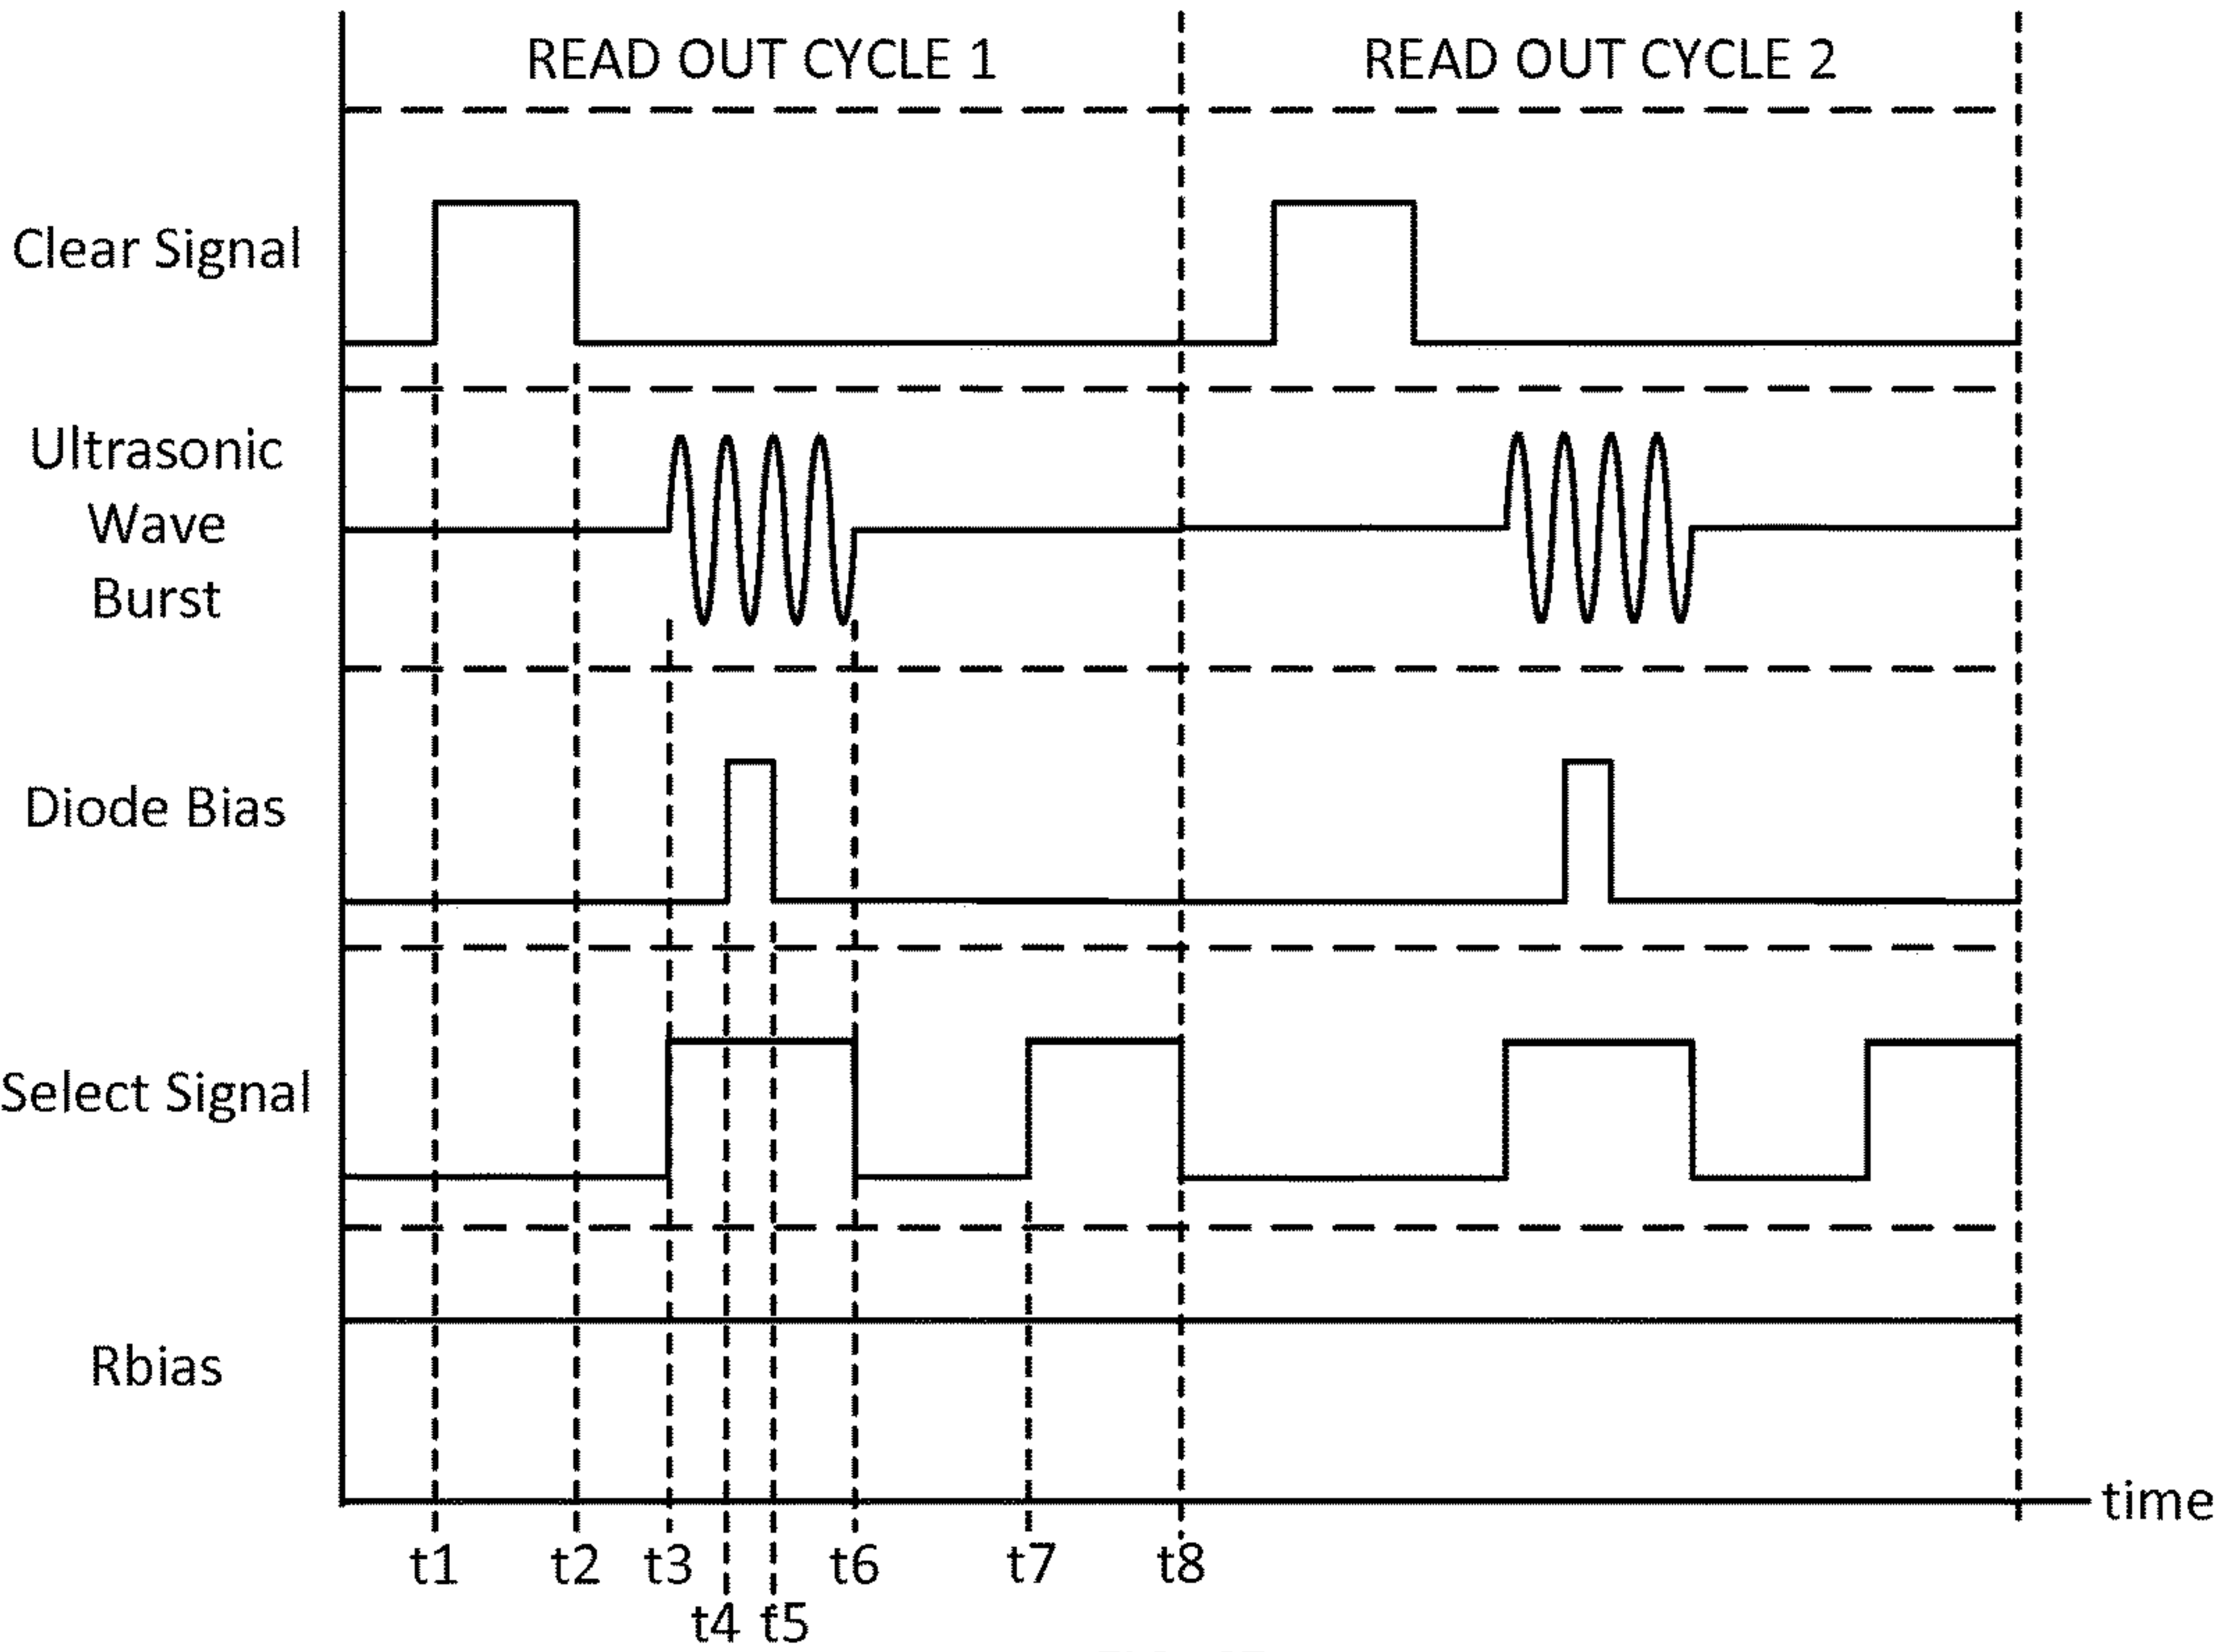 READ OUT CYCLE 1
READ OUT CYCLE 2
Clear Signal
Ultrasonic
Wave
Burst
Diode Bias
Select Signal
Rbias
time
t1
t2
t3
t6
t7
t8
t4
t5